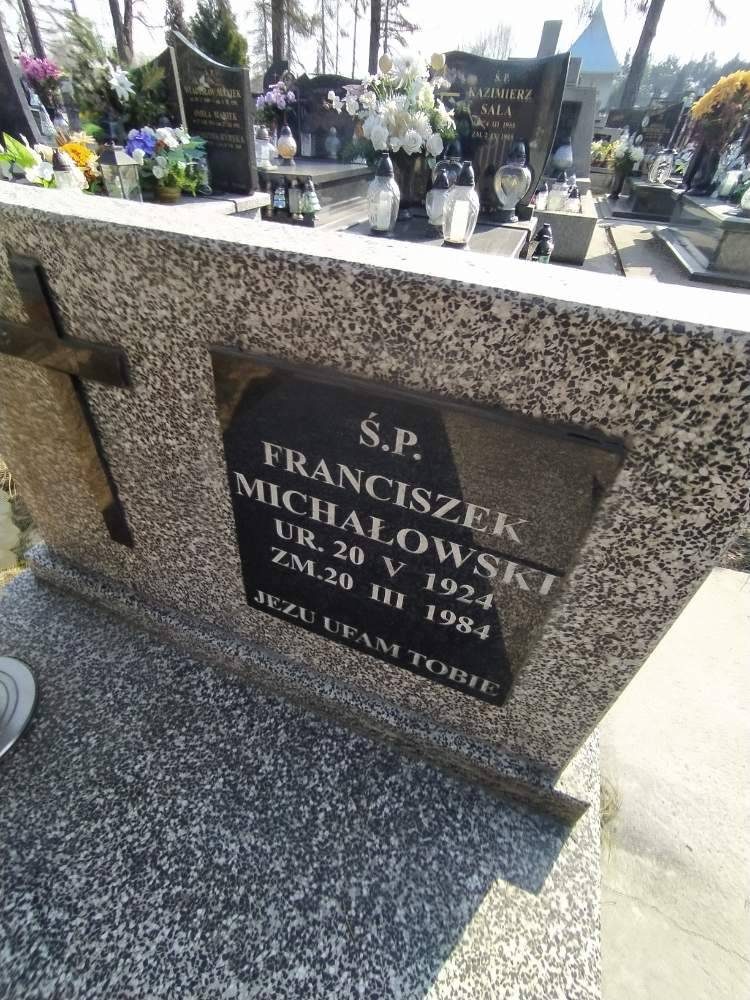 Ś.P.
FRANCISZEK
MICHAŁOWSKI
UR. 20 V 1924
ZM.20 III 1984
JEZU UFAM TOBIE
Ś.P.
KAZIMIERZ
SALA